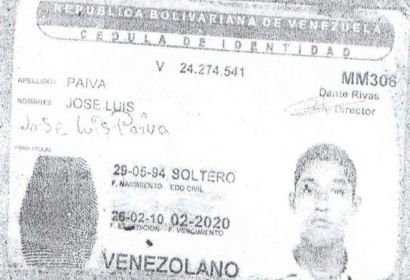 REPUBLICA BOLIVARIANA DE VENEZUELA
CEDULA DE IDENTIDAD
V 24.274.541
MM306
Dante Rivas
Director
APELLIDOS PAIVA
NOMBRES JOSE LUIS
Jose Luis Paiva
FIRMA TITULAR
29-05-94 SOLTERO
F. NACIMIENTO EDO CIVIL
26-02-10 02-2020
F. EXPEDICION F. VENCIMIENTO
VENEZOLANO